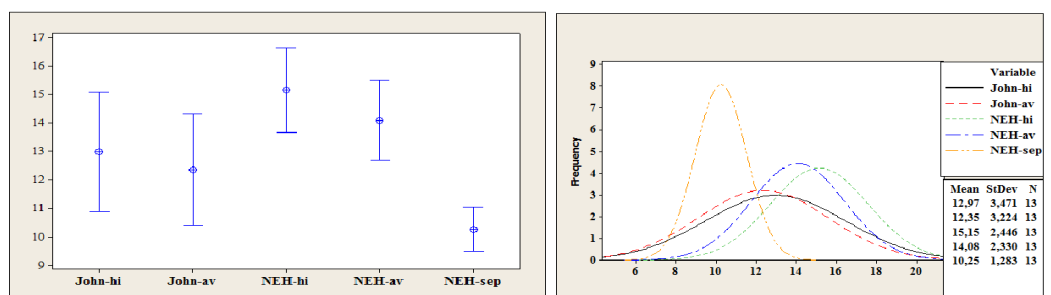 17
16
15
14
13
12
11
10
9
John-hi John-av NEH-hi NEH-av NEH-sep
9
8
7
6
5
4
3
2
1
0
Frequency
6 8 10 12 14 16 18 20
Variable
John-hi
John-av
NEH-hi
NEH-av
NEH-sep
Mean StDev N
12,97 3,471 13
12,35 3,224 13
15,15 2,446 13
14,08 2,330 13
10,25 1,283 13